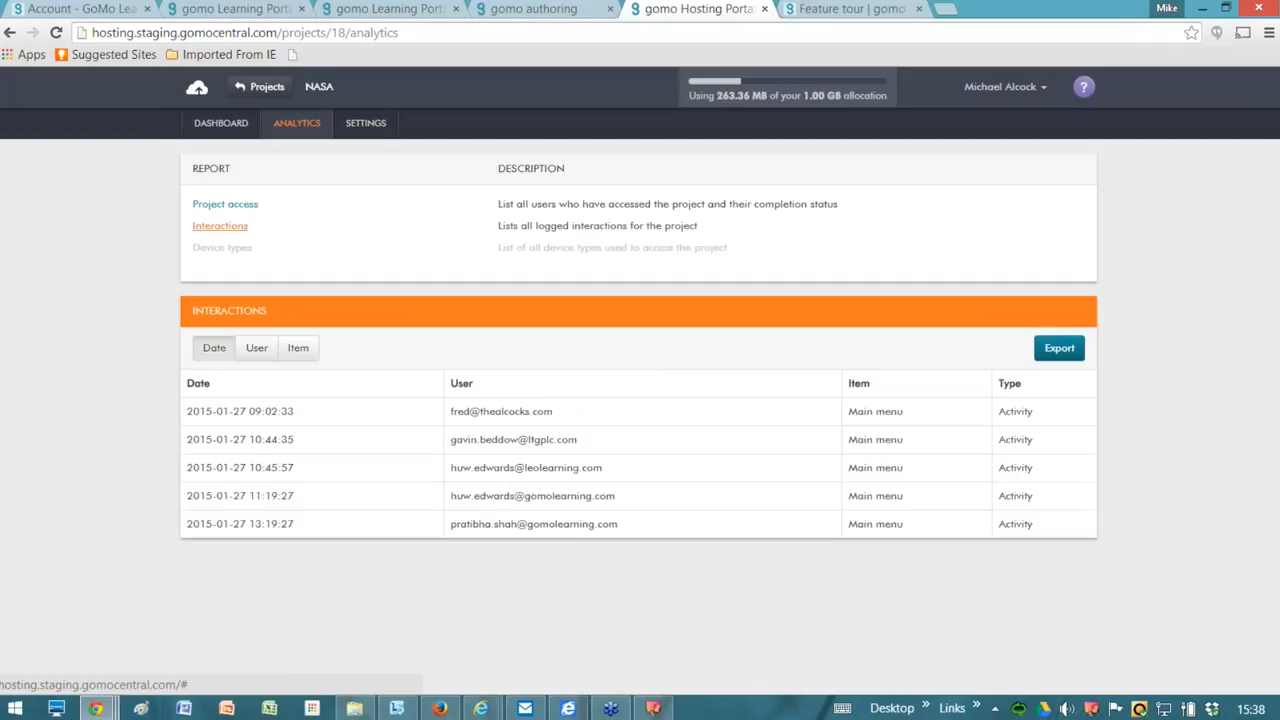 Account - GoMo Lea
gomo Learning Porta
gomo Learning Porta
gomo authoring
gomo Hosting Porta
Feature tour | gomo
Mike
hosting.staging.gomocentral.com/projects/18/analytics
Apps
Suggested Sites
Imported From IE
Projects
NASA
Using 263.36 MB of your 1.00 GB allocation
Michael Alcock
?
DASHBOARD
ANALYTICS
SETTINGS
REPORT DESCRIPTION
Project access List all users who have accessed the project and their completion status
Interactions Lists all logged interactions for the project
Device types List of all device types used to access the project
INTERACTIONS
Date User Item
Export
Date User Item Type
2015-01-27 09:02:33 fred@thealcocks.com Main menu Activity
2015-01-27 10:44:35 gavin.beddow@ltgplc.com Main menu Activity
2015-01-27 10:45:57 huw.edwards@leolearning.com Main menu Activity
2015-01-27 11:19:27 huw.edwards@gomolearning.com Main menu Activity
2015-01-27 13:19:27 pratibha.shah@gomolearning.com Main menu Activity
hosting.staging.gomocentral.com/#
Desktop
Links
15:38